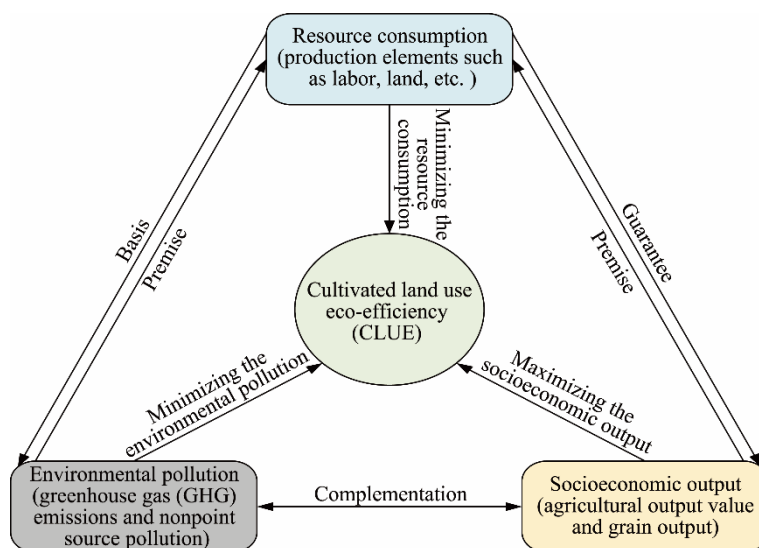 Resource consumption
(production elements such
as labor, land, etc. )
Minimizing the
resource
consumption
Basis
Premise
Guarantee
Premise
Cultivated land use
eco-efficiency
(CLUE)
Minimizing the
environmental pollution
Maximizing the
socioeconomic output
Environmental pollution
(greenhouse gas (GHG)
emissions and nonpoint
source pollution)
Complementation
Socioeconomic output
(agricultural output value
and grain output)